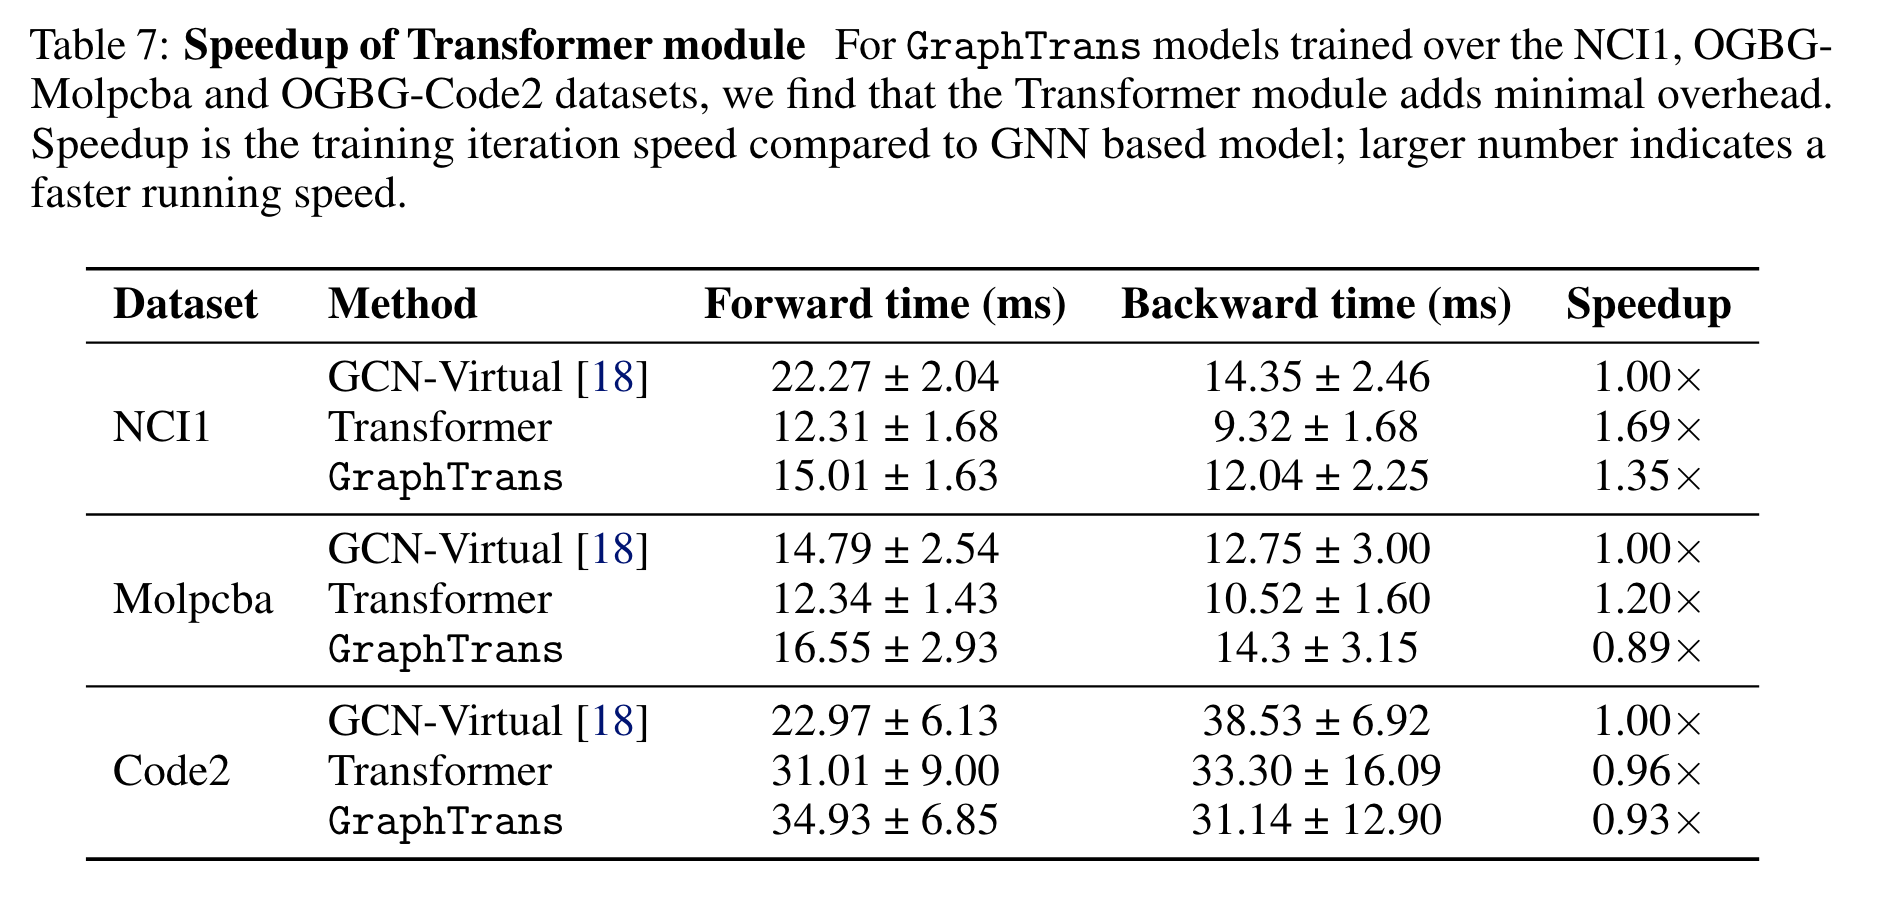 Table 7: Speedup of Transformer module For GraphTrans models trained over the NCI1, OGBG-
Molpcba and OGBG-Code2 datasets, we find that the Transformer module adds minimal overhead.
Speedup is the training iteration speed compared to GNN based model; larger number indicates a
faster running speed.
Dataset Method Forward time (ms) Backward time (ms) Speedup
GCN-Virtual [18] 22.27 ± 2.04 14.35 ± 2.46 1.00×
NCI1 Transformer 12.31 ± 1.68 9.32 ± 1.68 1.69×
GraphTrans 15.01 ± 1.63 12.04 ± 2.25 1.35×
GCN-Virtual [18] 14.79 ± 2.54 12.75 ± 3.00 1.00×
Molpcba Transformer 12.34 ± 1.43 10.52 ± 1.60 1.20×
GraphTrans 16.55 ± 2.93 14.3 ± 3.15 0.89×
GCN-Virtual [18] 22.97 ± 6.13 38.53 ± 6.92 1.00×
Code2 Transformer 31.01 ± 9.00 33.30 ± 16.09 0.96×
GraphTrans 34.93 ± 6.85 31.14 ± 12.90 0.93×